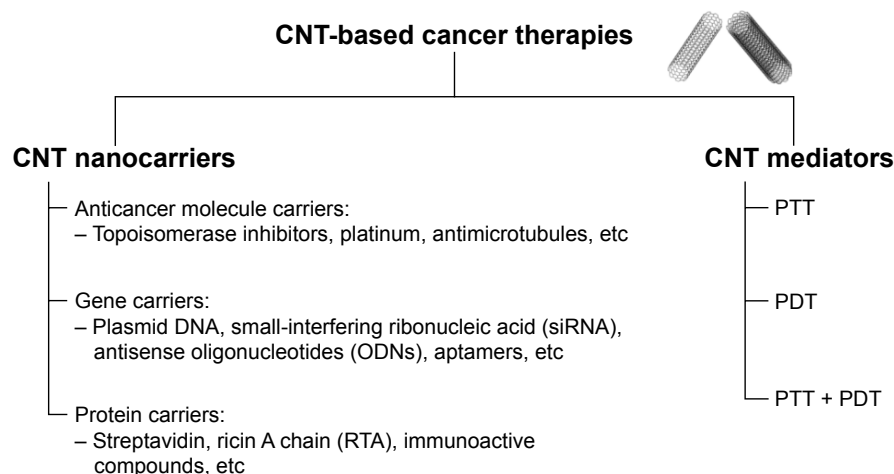 CNT-based cancer therapies
CNT nanocarriers
Anticancer molecule carriers:
– Topoisomerase inhibitors, platinum, antimicrotubules, etc
Gene carriers:
– Plasmid DNA, small-interfering ribonucleic acid (siRNA),
antisense oligonucleotides (ODNs), aptamers, etc
Protein carriers:
– Streptavidin, ricin A chain (RTA), immunoactive
compounds, etc
CNT mediators
PTT
PDT
PTT + PDT